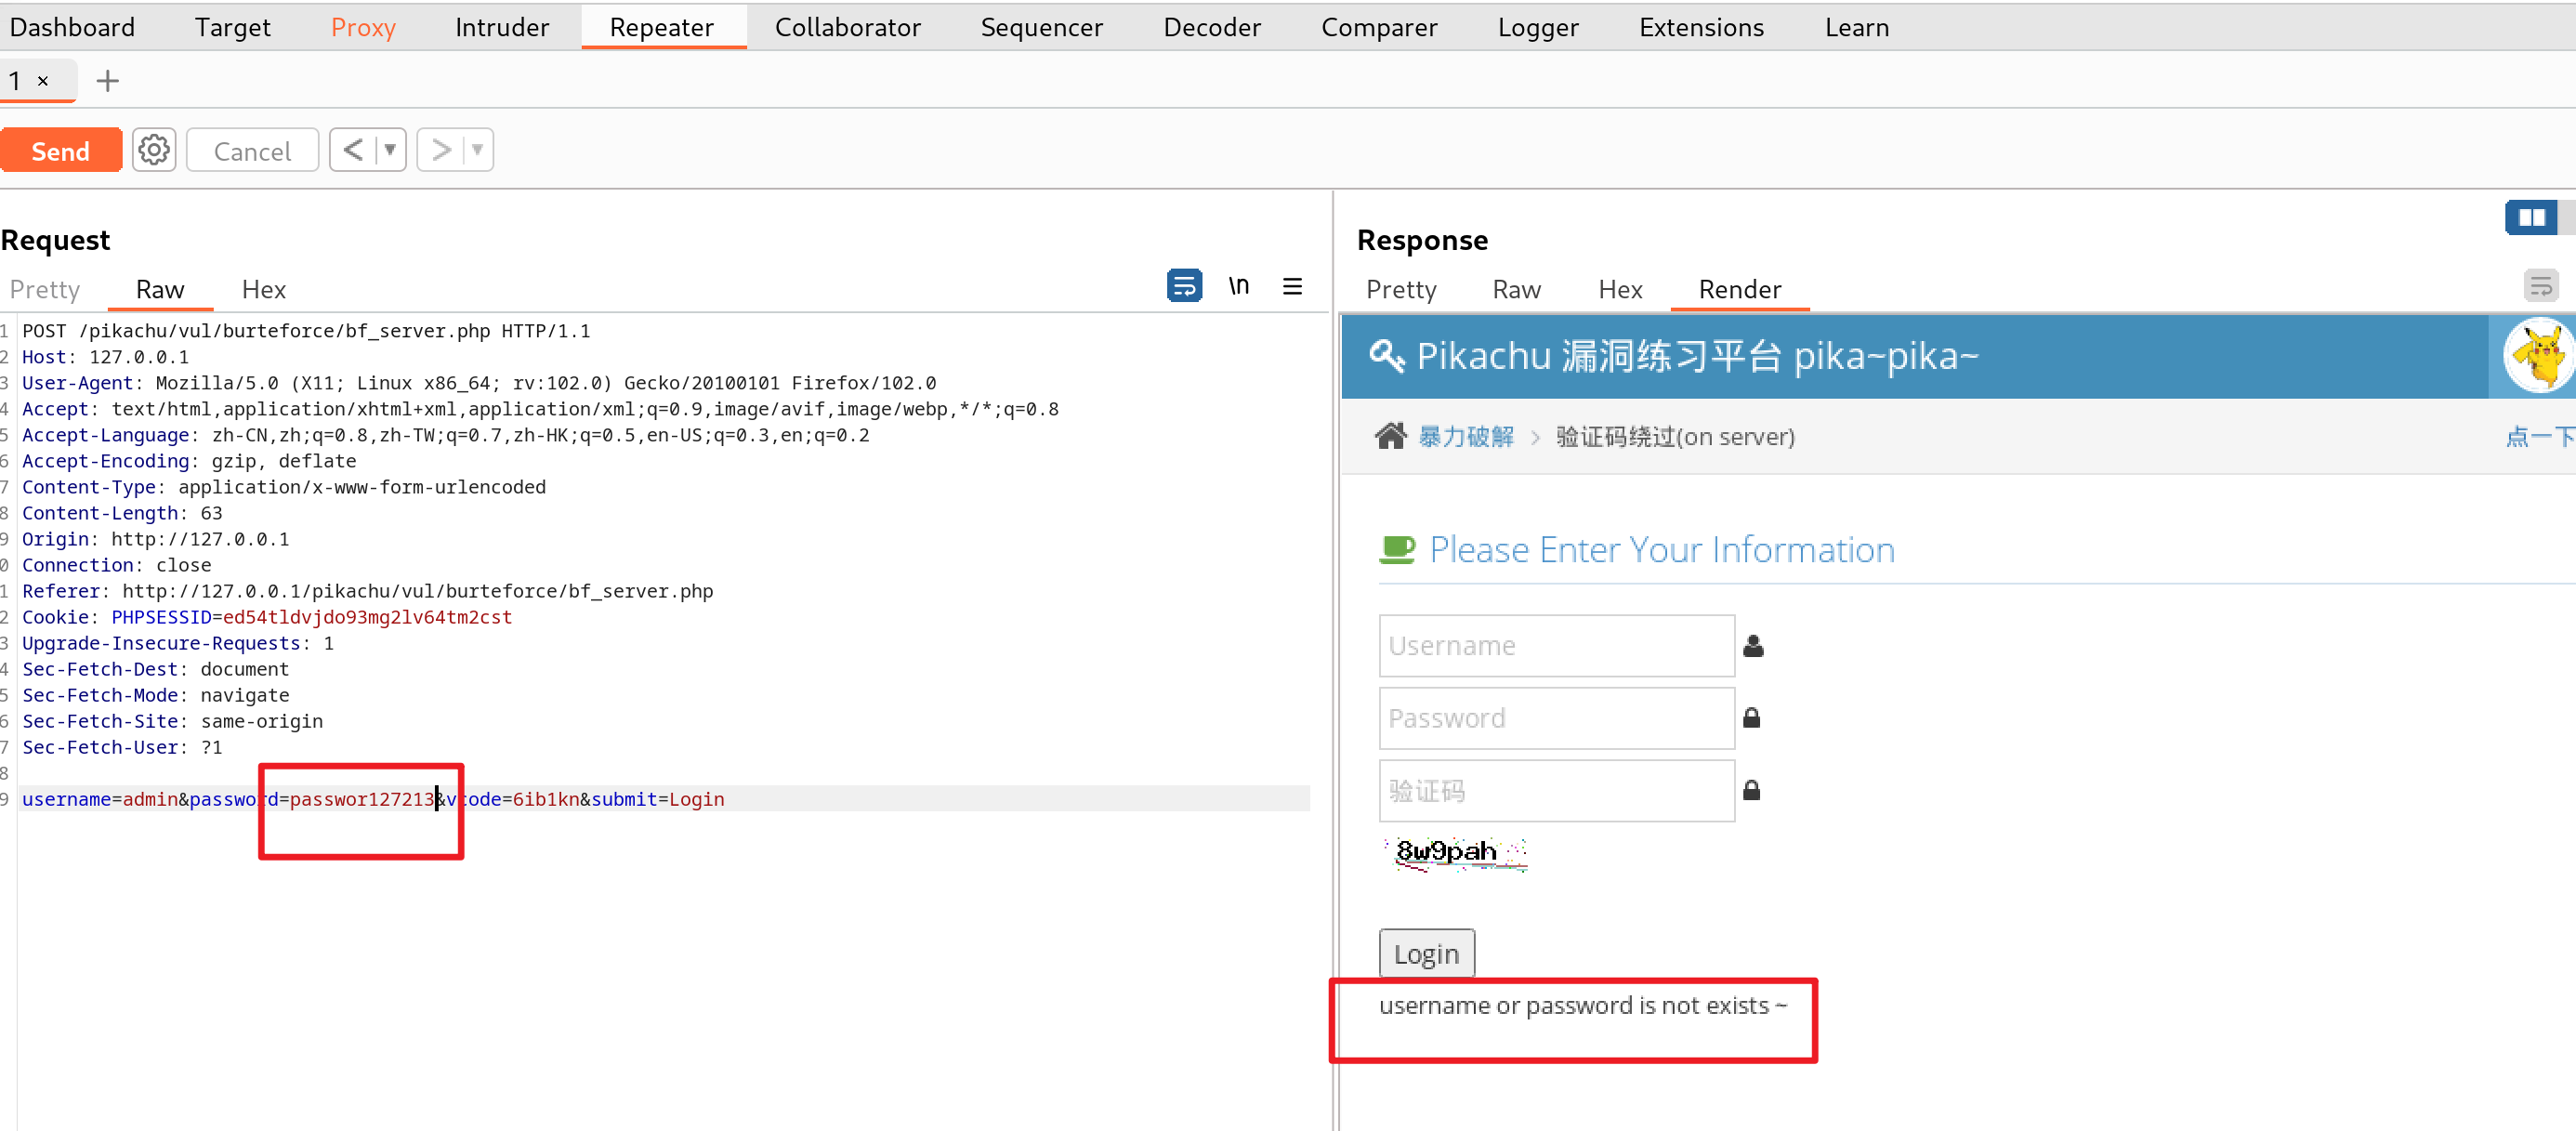 Dashboard Target Proxy Intruder Repeater Collaborator Sequencer Decoder Comparer Logger Extensions Learn
1 × +
Send Cancel < ▼ > ▼
Request
Pretty Raw Hex \n
1 POST /pikachu/vul/burteforce/bf_server.php HTTP/1.1
2 Host: 127.0.0.1
3 User-Agent: Mozilla/5.0 (X11; Linux x86_64; rv:102.0) Gecko/20100101 Firefox/102.0
4 Accept: text/html,application/xhtml+xml,application/xml;q=0.9,image/avif,image/webp,*/*;q=0.8
5 Accept-Language: zh-CN,zh;q=0.8,zh-TW;q=0.7,zh-HK;q=0.5,en-US;q=0.3,en;q=0.2
6 Accept-Encoding: gzip, deflate
7 Content-Type: application/x-www-form-urlencoded
8 Content-Length: 63
9 Origin: http://127.0.0.1
0 Connection: close
1 Referer: http://127.0.0.1/pikachu/vul/burteforce/bf_server.php
2 Cookie: PHPSESSID=ed54tldvjdo93mg2lv64tm2cst
3 Upgrade-Insecure-Requests: 1
4 Sec-Fetch-Dest: document
5 Sec-Fetch-Mode: navigate
6 Sec-Fetch-Site: same-origin
7 Sec-Fetch-User: ?1
8
9 username=admin&password=passwor127213&vcode=6ib1kn&submit=Login
Response
Pretty Raw Hex Render
Pikachu 漏洞练习平台 pika~pika~
暴力破解 > 验证码绕过(on server) 点一下
Please Enter Your Information
Username
Password
验证码
8w9pah
Login
username or password is not exists ~